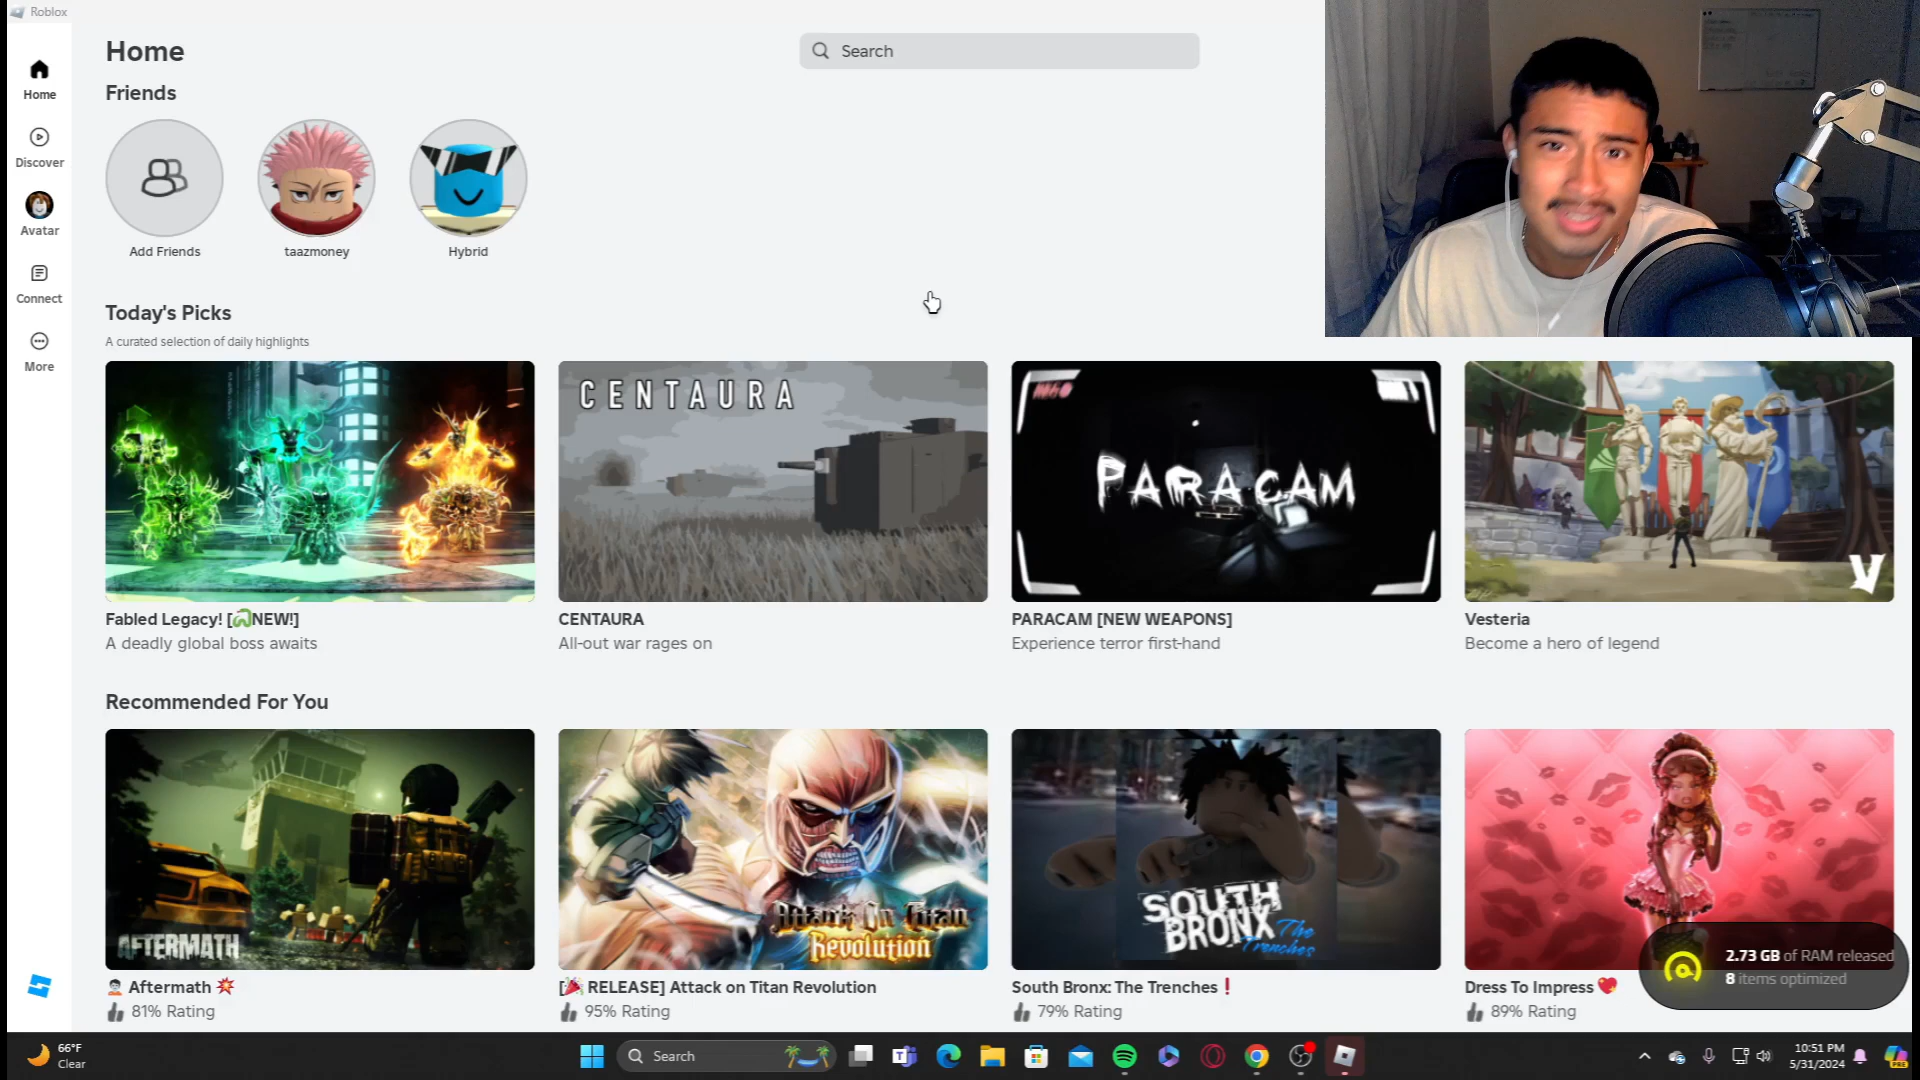 Roblox
Home
Search
Friends
Home
Discover
Avatar
Connect
More
Add Friends
taazmoney
Hybrid
Today's Picks
A curated selection of daily highlights
CENTAURA
PARACAM
V
Fabled Legacy! [NEW!]
A deadly global boss awaits
CENTAURA
All-out war rages on
PARACAM [NEW WEAPONS]
Experience terror first-hand
Vesteria
Become a hero of legend
Recommended For You
AFTERMATH
Attack On Titan
Revolution
SOUTH
BRONX The
Trenches
2.73 GB of RAM released
8 items optimized
Aftermath 💥
81% Rating
[🎉 RELEASE] Attack on Titan Revolution
95% Rating
South Bronx: The Trenches❗
79% Rating
Dress To Impress 💖
89% Rating
66°F
Clear
Search
10:51 PM
5/31/2024
PRE